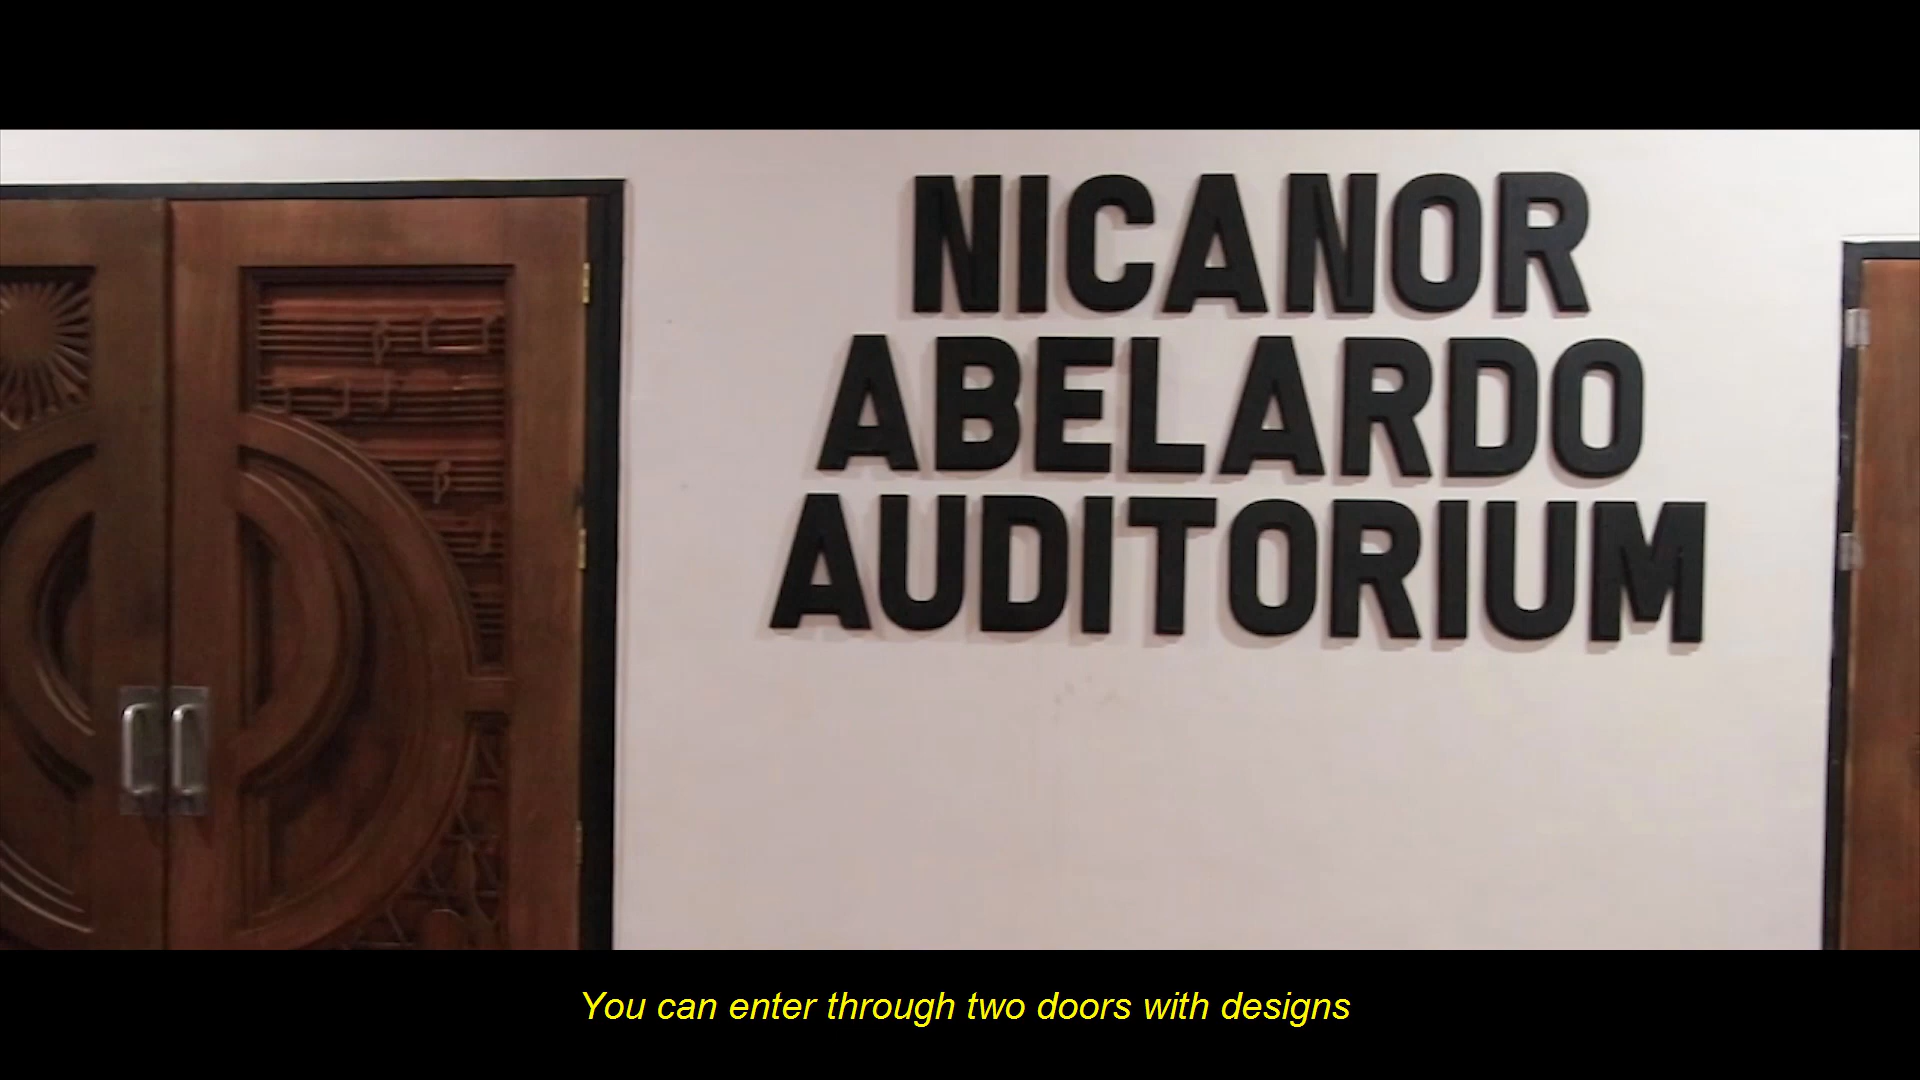 NICANOR
ABELARDO
AUDITORIUM
You can enter through two doors with designs